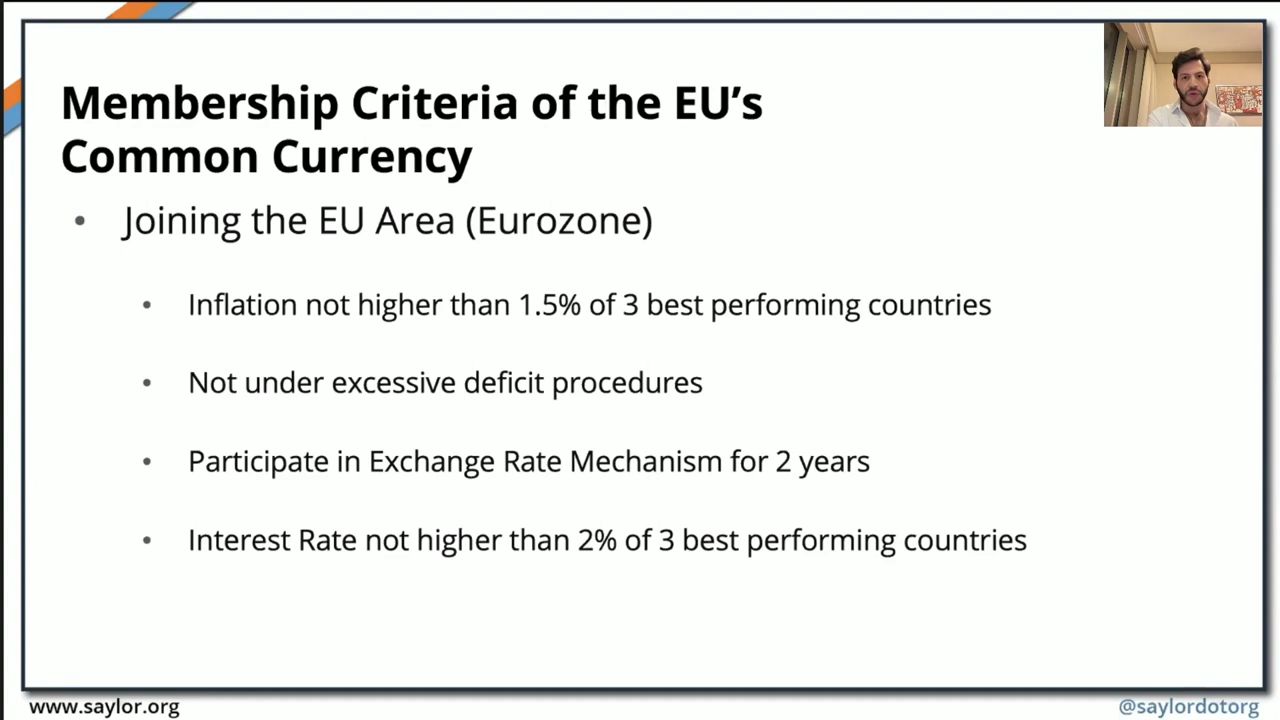 Membership Criteria of the EU’s
Common Currency
• Joining the EU Area (Eurozone)
• Inflation not higher than 1.5% of 3 best performing countries
• Not under excessive deficit procedures
• Participate in Exchange Rate Mechanism for 2 years
• Interest Rate not higher than 2% of 3 best performing countries
www.saylor.org
@saylordotorg